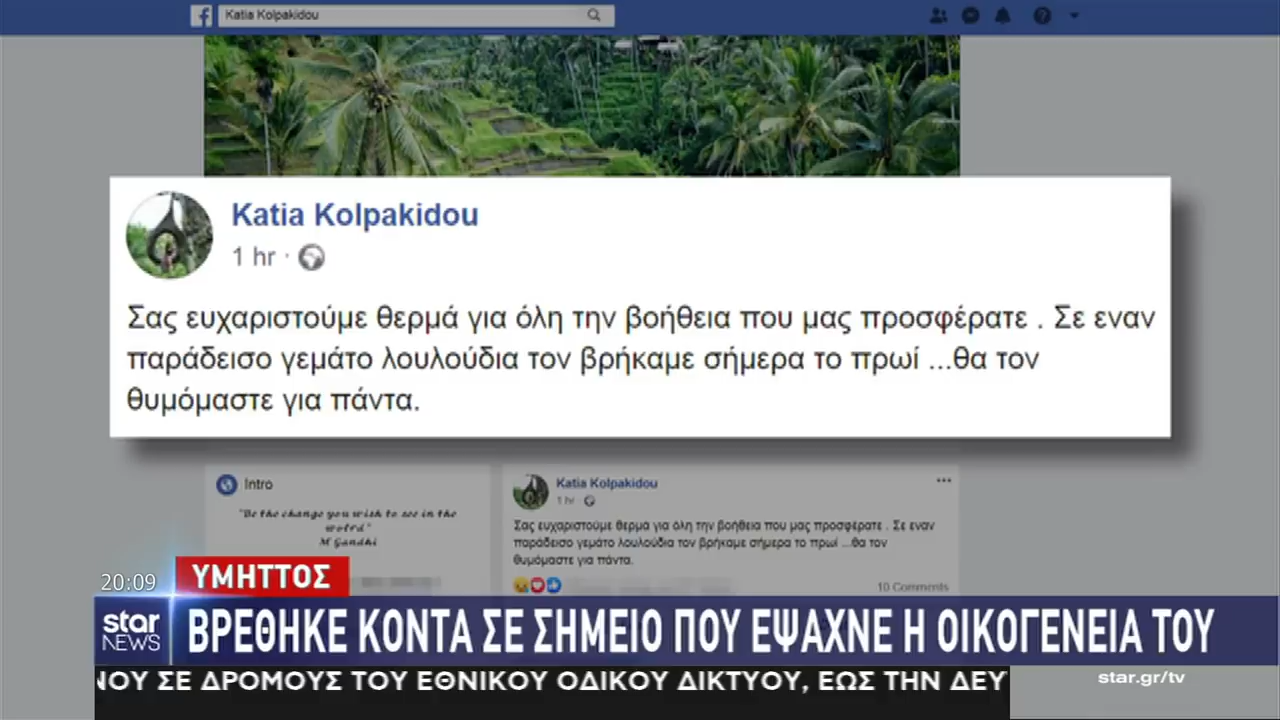 Katia Kolpakidou
Katia Kolpakidou
1 hr ·
Σας ευχαριστούμε θερμά για όλη την βοήθεια που μας προσφέρατε . Σε εναν
παράδεισο γεμάτο λουλούδια τον βρήκαμε σήμερα το πρωί ...θα τον
θυμόμαστε για πάντα.
Intro
"Be the change you wish to see in the
world"
M Gandhi
Katia Kolpakidou
1 hr
Σας ευχαριστούμε θερμά για όλη την βοήθεια που μας προσφέρατε . Σε εναν
παράδεισο γεμάτο λουλούδια τον βρήκαμε σήμερα το πρωί ...θα τον
θυμόμαστε για πάντα.
10 Comments
20:09
ΥΜΗΤΤΟΣ
star
NEWS
ΒΡΕΘΗΚΕ ΚΟΝΤΑ ΣΕ ΣΗΜΕΙΟ ΠΟΥ ΕΨΑΧΝΕ Η ΟΙΚΟΓΕΝΕΙΑ ΤΟΥ
ΝΟΥ ΣΕ ΔΡΟΜΟΥΣ ΤΟΥ ΕΘΝΙΚΟΥ ΟΔΙΚΟΥ ΔΙΚΤΥΟΥ, ΕΩΣ ΤΗΝ ΔΕΥ
star.gr/tv